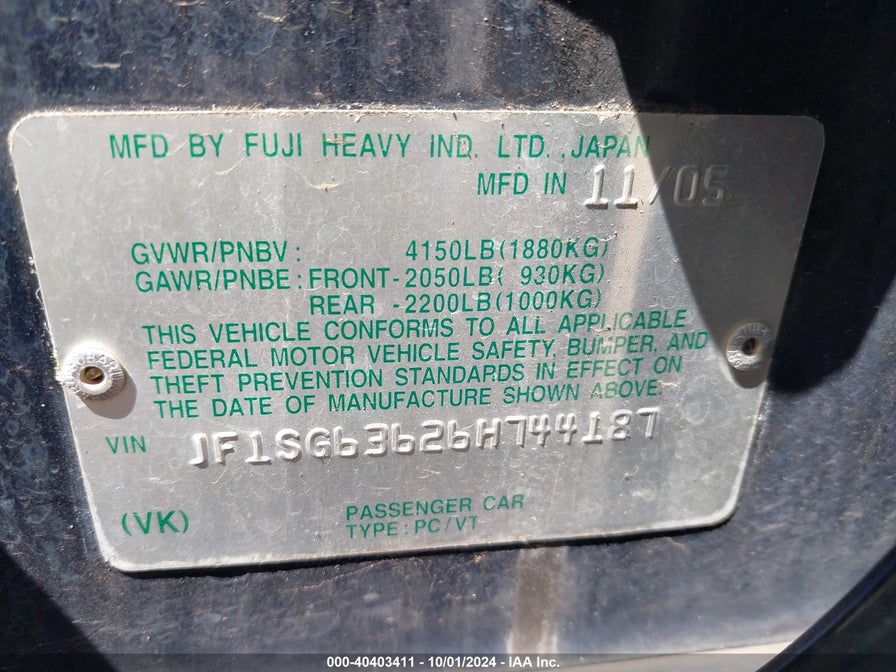 MFD BY FUJI HEAVY IND. LTD.,JAPAN
MFD IN 11/05
GVWR/PNBV: 4150LB(1880KG)
GAWR/PNBE:FRONT-2050LB( 930KG)
REAR -2200LB(1000KG)
THIS VEHICLE CONFORMS TO ALL APPLICABLE
FEDERAL MOTOR VEHICLE SAFETY, BUMPER, AND
THEFT PREVENTION STANDARDS IN EFFECT ON
THE DATE OF MANUFACTURE SHOWN ABOVE.
SUBARU
SUBARU
VIN JF1SG63626H744187
(VK)
PASSENGER CAR
TYPE:PC/VT
000-40403411 - 10/01/2024 - IAA Inc.